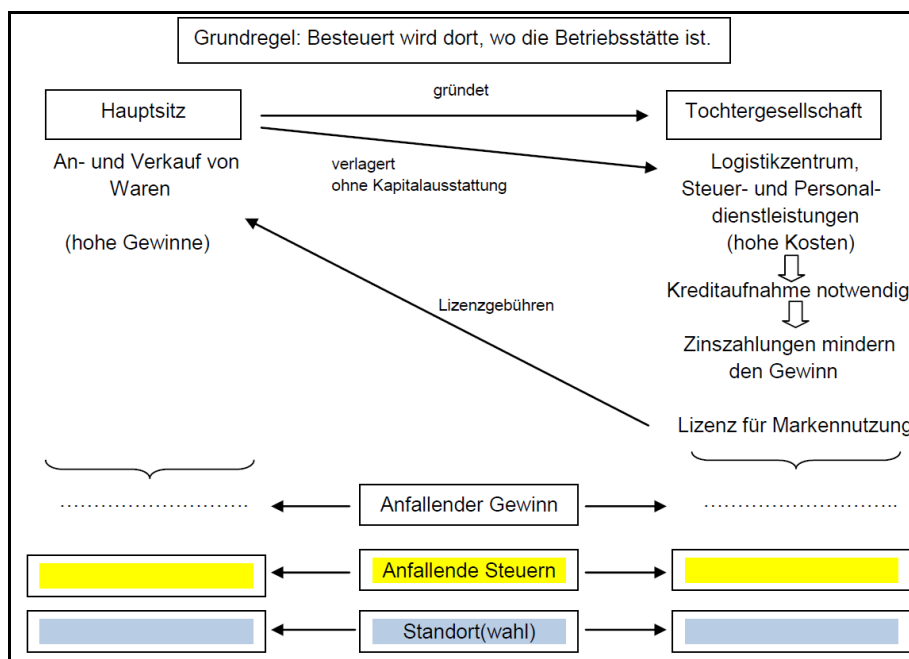 Grundregel: Besteuert wird dort, wo die Betriebsstätte ist.
Hauptsitz
gründet
Tochtergesellschaft
An- und Verkauf von
Waren
(hohe Gewinne)
verlagert
ohne Kapitalausstattung
Logistikzentrum,
Steuer- und Personal-
dienstleistungen
(hohe Kosten)
Kreditaufnahme notwendig
Lizenzgebühren
Zinszahlungen mindern
den Gewinn
Lizenz für Markennutzung
………………………
Anfallender Gewinn
………………………..
Anfallende Steuern
Standort(wahl)